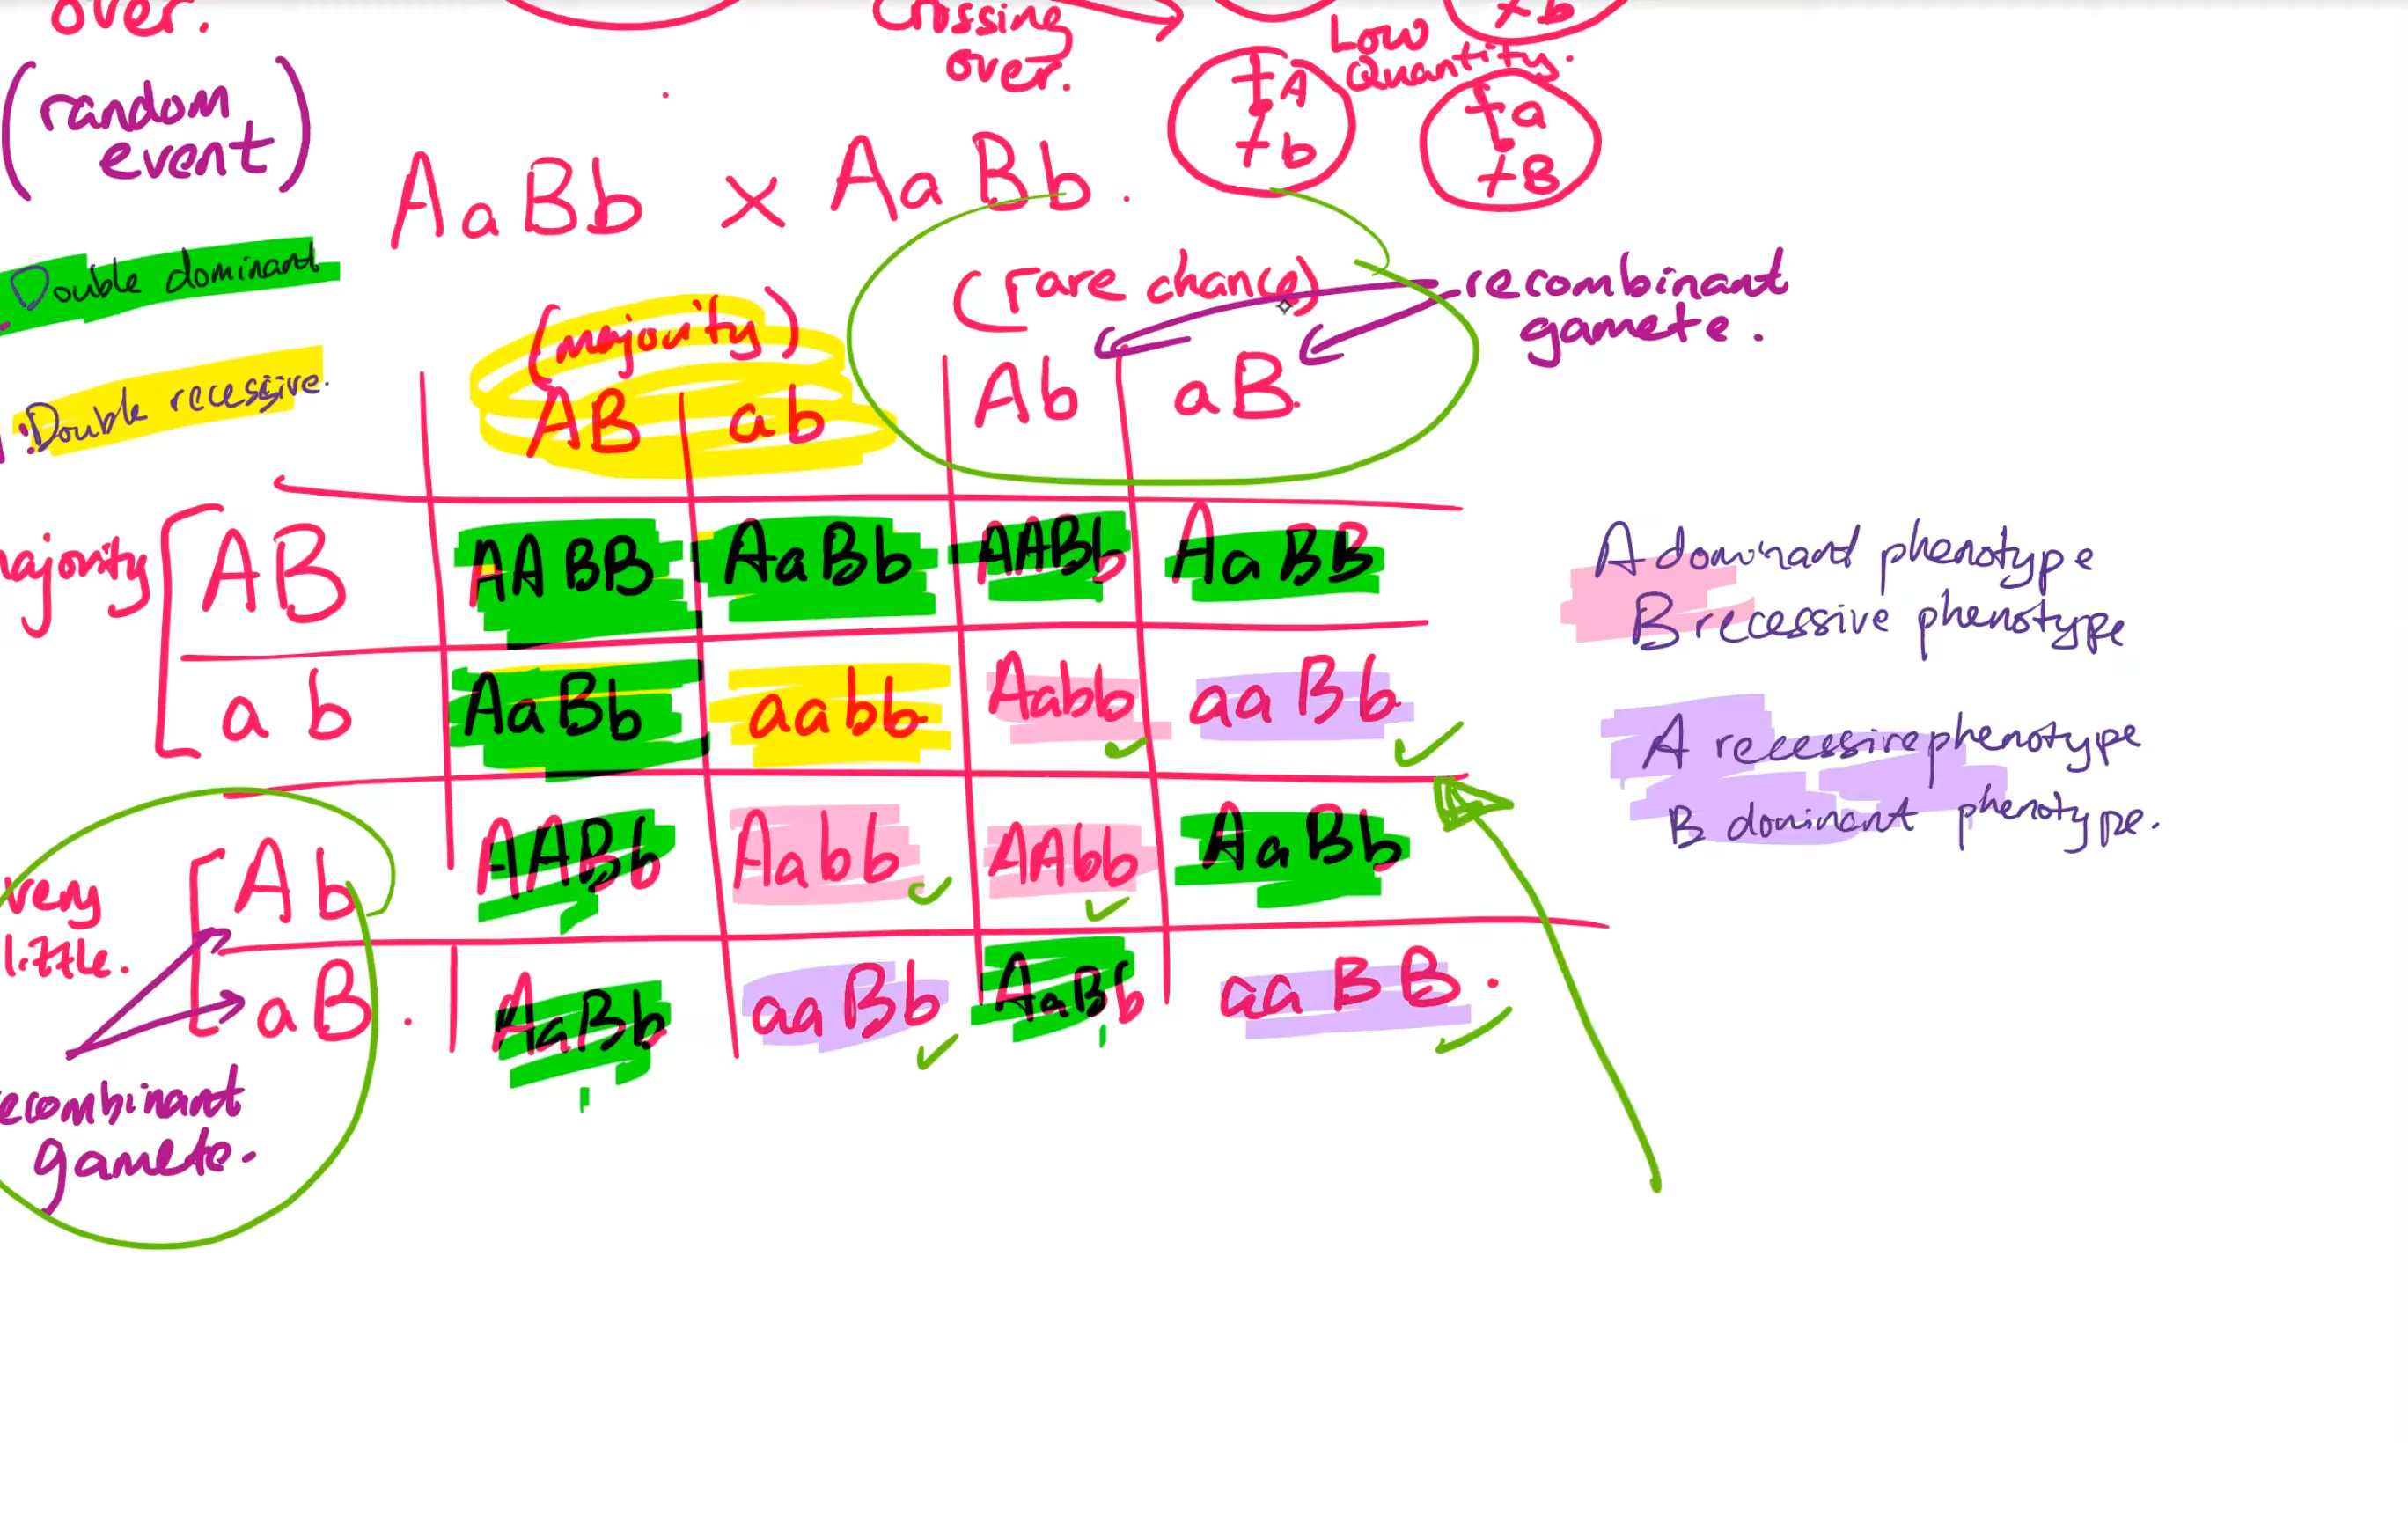 over.
Crossing
over.
Low
Quantity.
+ b
(random
event)
A
b
a
B
AaBb x AaBb.
Double dominant
(rare chance)
recombinant
gamete.
(majority)
Double recessive.
AB ab Ab aB.
majority
AB AABB AaBb AABb AaBB
A dominant phenotype
B recessive phenotype
ab AaBb aabb Aabb aaBb
A recessive phenotype
B dominant phenotype.
very
little.
Ab AABb Aabb AAbb AaBb
aB. AaBb aaBb AaBb aaBB.
ecombinant
gamete.